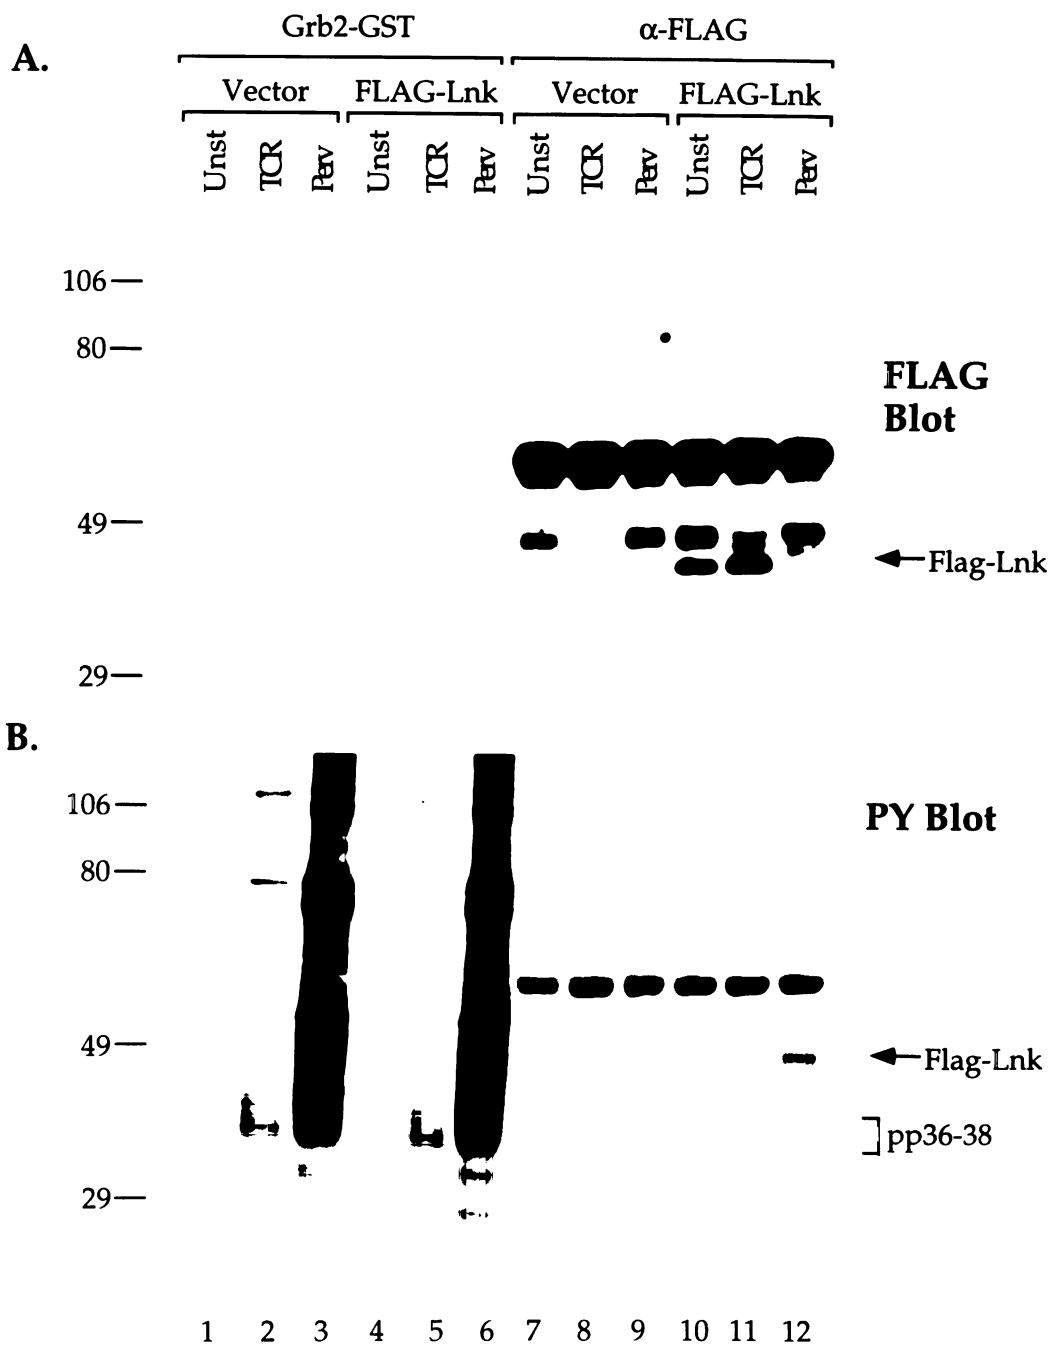 A.
Grb2-GST α-FLAG
Vector FLAG-Lnk Vector FLAG-Lnk
Unst TCR Perv Unst TCR Perv Unst TCR Perv Unst TCR Perv
106
80
FLAG
Blot
49
Flag-Lnk
29
B.
106
PY Blot
80
49
Flag-Lnk
pp36-38
29
1 2 3 4 5 6 7 8 9 10 11 12